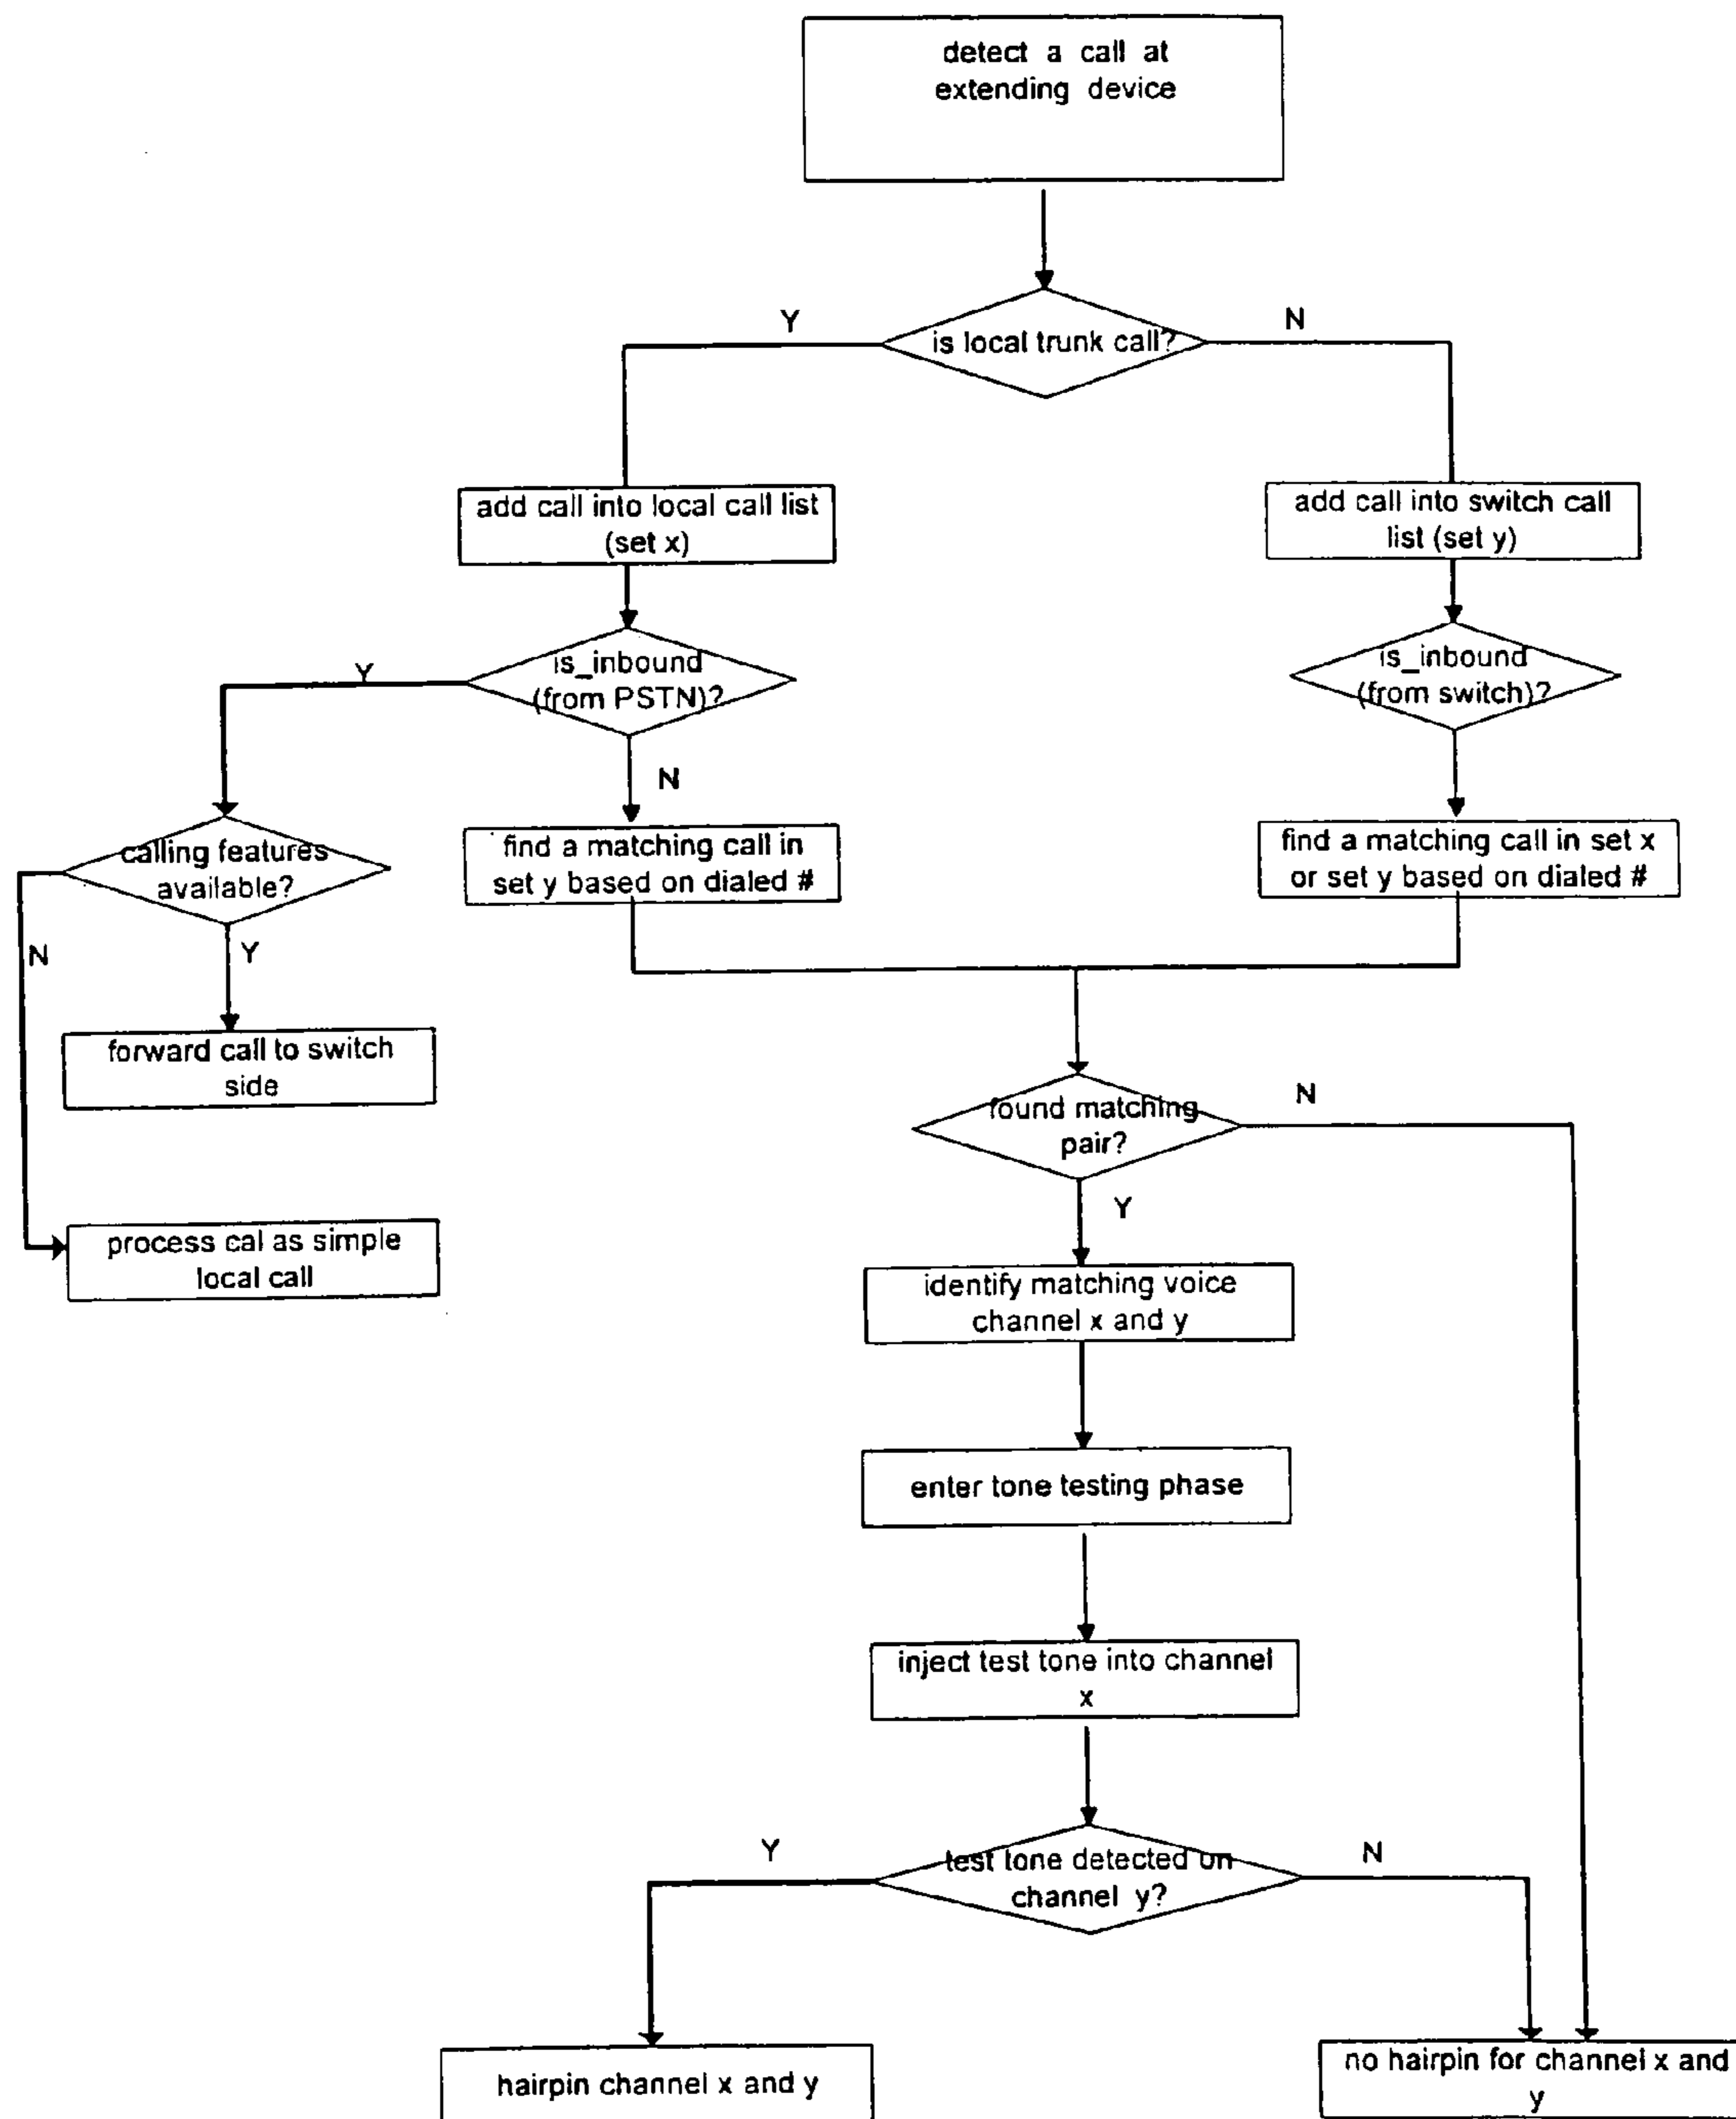 detect a call at
extending device
Y
N
is local trunk call?
add call into local call list
(set x)
add call into switch call
list (set y)
Y
is_inbound
(from PSTN)?
is_inbound
(from switch)?
N
calling features
available?
find a matching call in
set y based on dialed #
find a matching call in set x
or set y based on dialed #
N
Y
forward call to switch
side
found matching
pair?
N
Y
process cal as simple
local call
identify matching voice
channel x and y
enter tone testing phase
inject test tone into channel
x
Y
test tone detected on
channel y?
N
hairpin channel x and y
no hairpin for channel x and
y